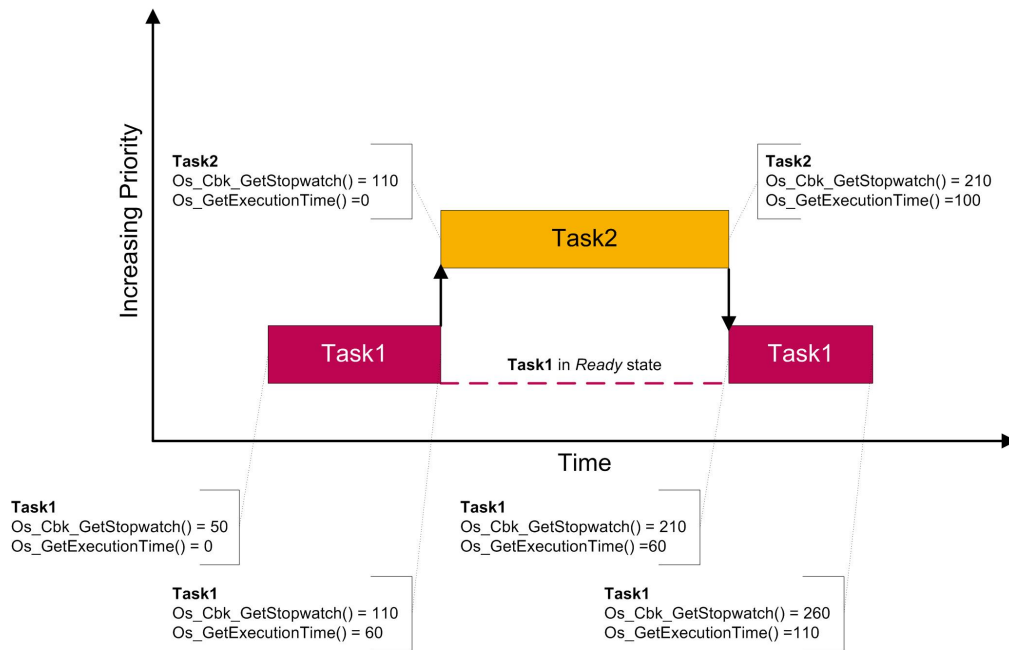 Increasing Priority
Task2
Os_Cbk_GetStopwatch() = 110
Os_GetExecutionTime() =0
Task2
Os_Cbk_GetStopwatch() = 210
Os_GetExecutionTime() =100
Task2
Task1
Task1 in Ready state
Task1
Time
Task1
Os_Cbk_GetStopwatch() = 50
Os_GetExecutionTime() = 0
Task1
Os_Cbk_GetStopwatch() = 210
Os_GetExecutionTime() =60
Task1
Os_Cbk_GetStopwatch() = 110
Os_GetExecutionTime() = 60
Task1
Os_Cbk_GetStopwatch() = 260
Os_GetExecutionTime() =110